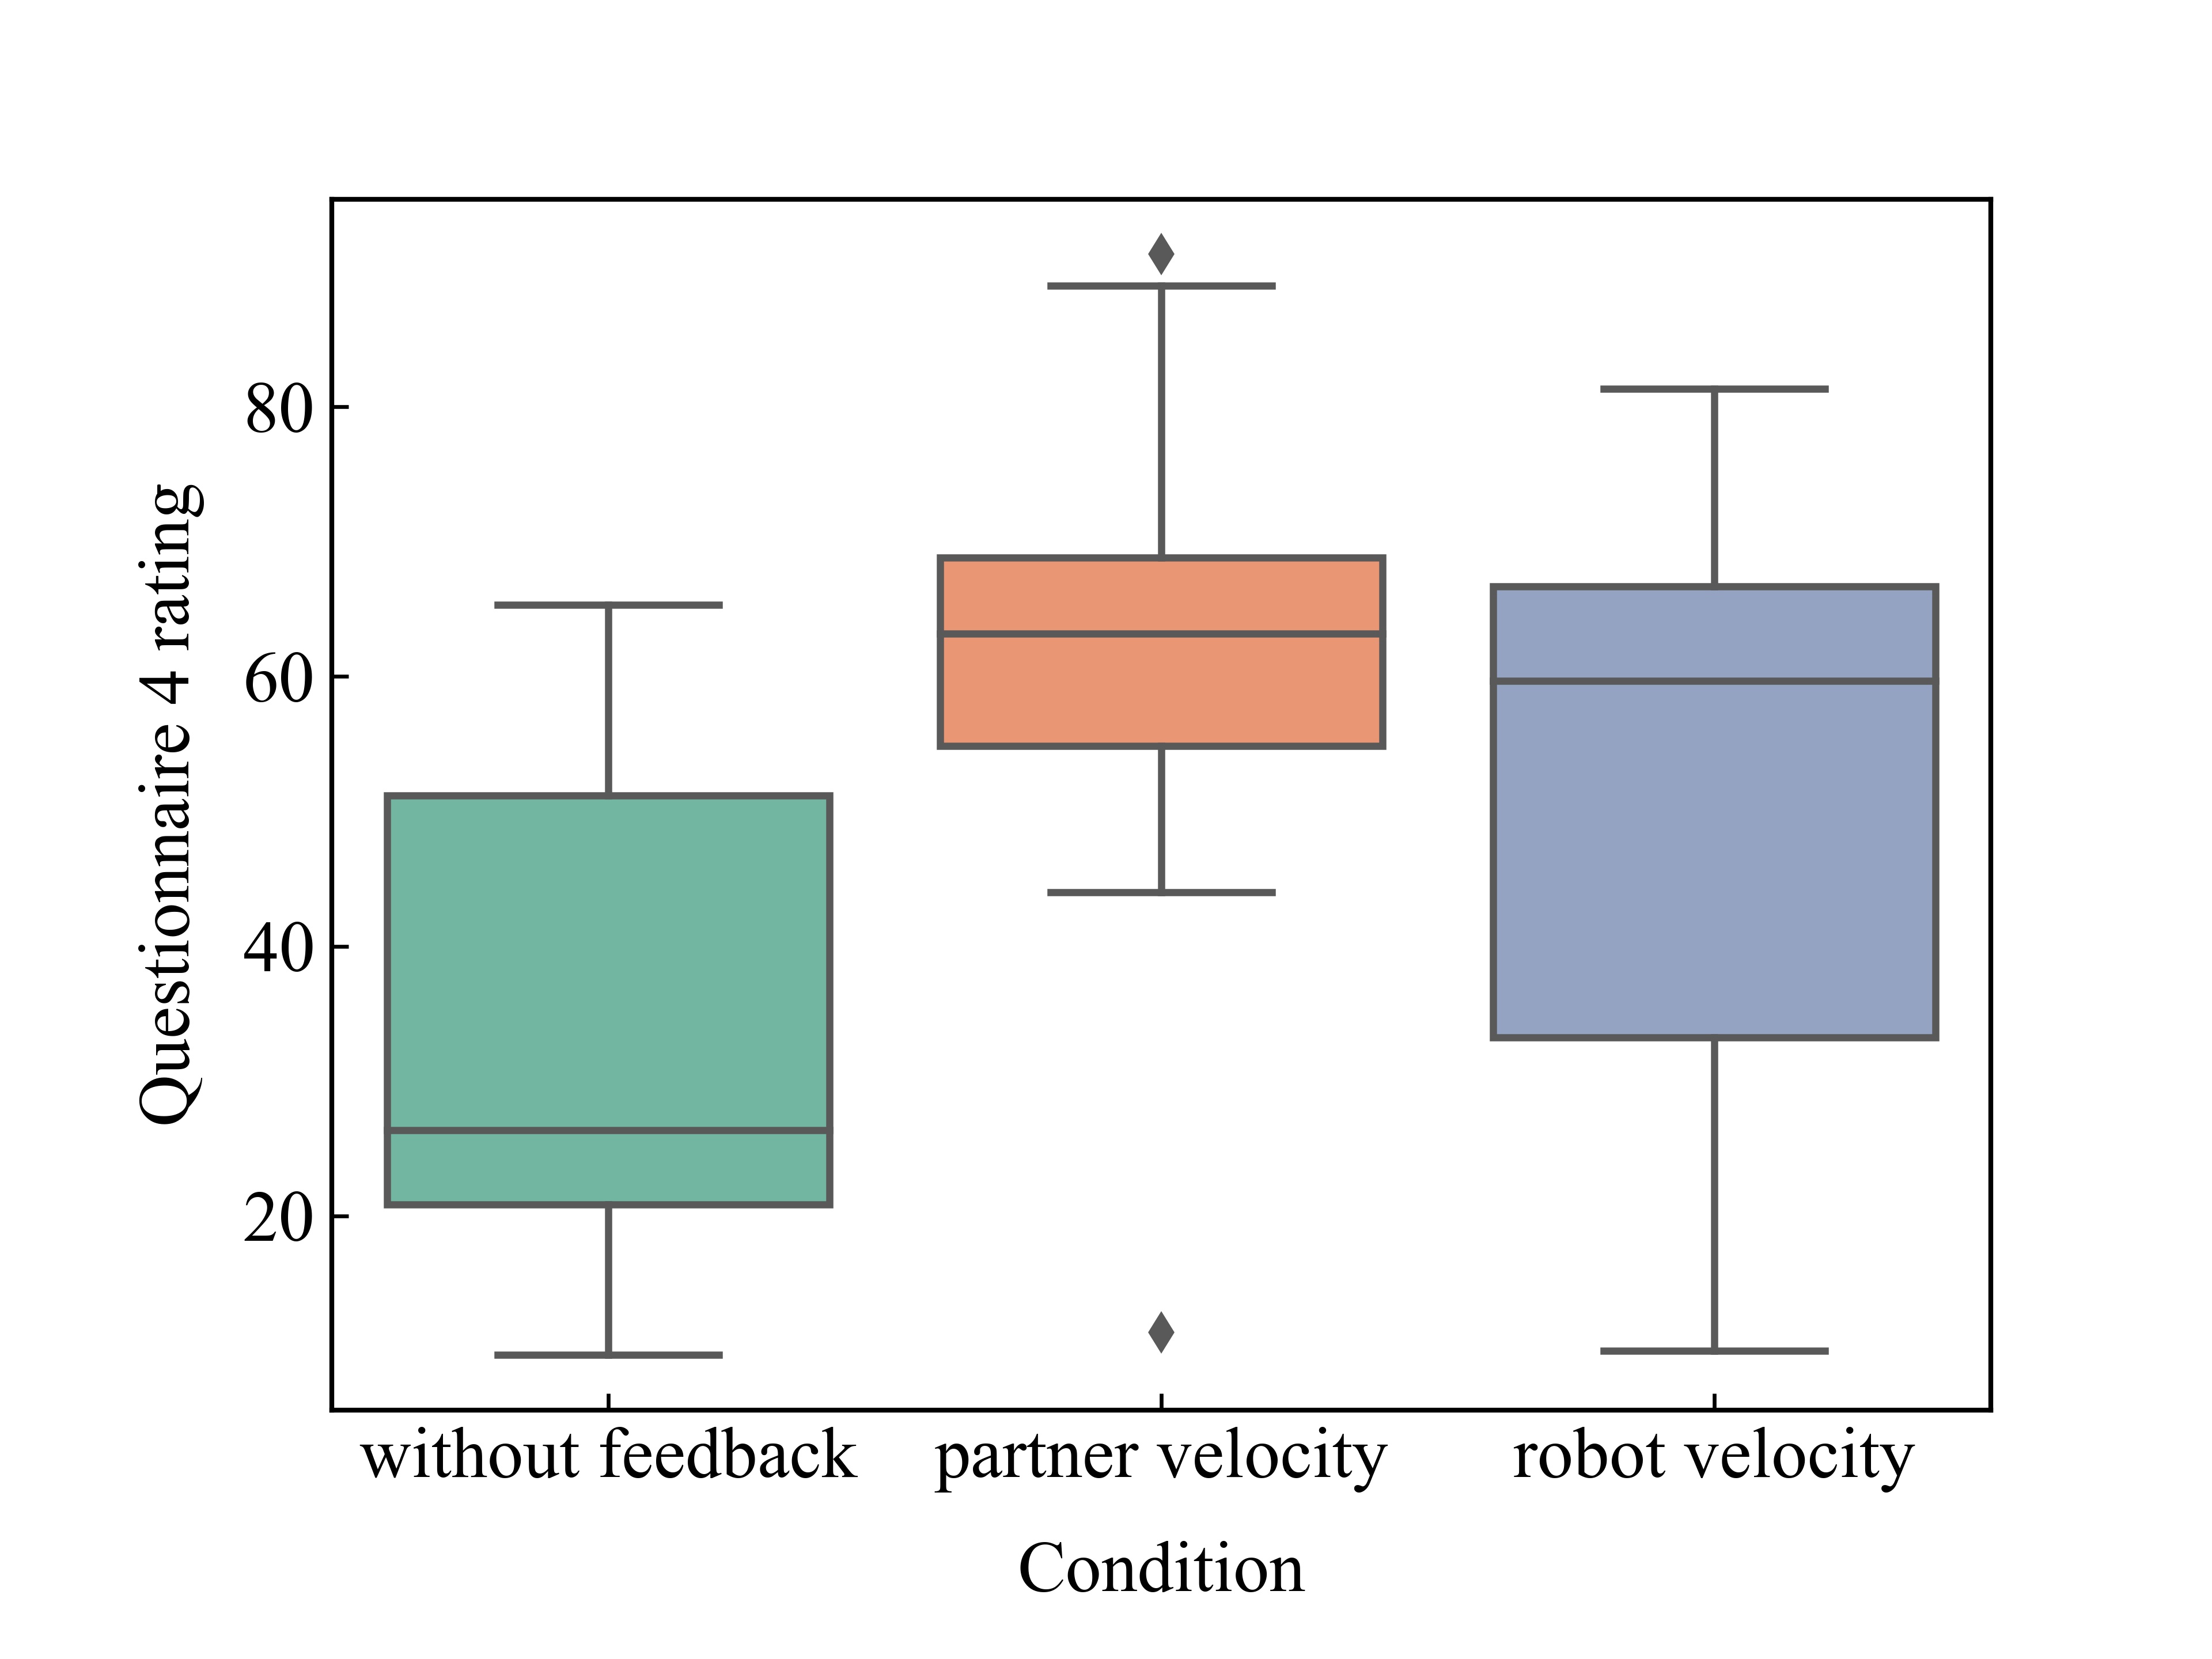 Questionnaire 4 rating
80
60
40
20
without feedback
partner velocity
robot velocity
Condition